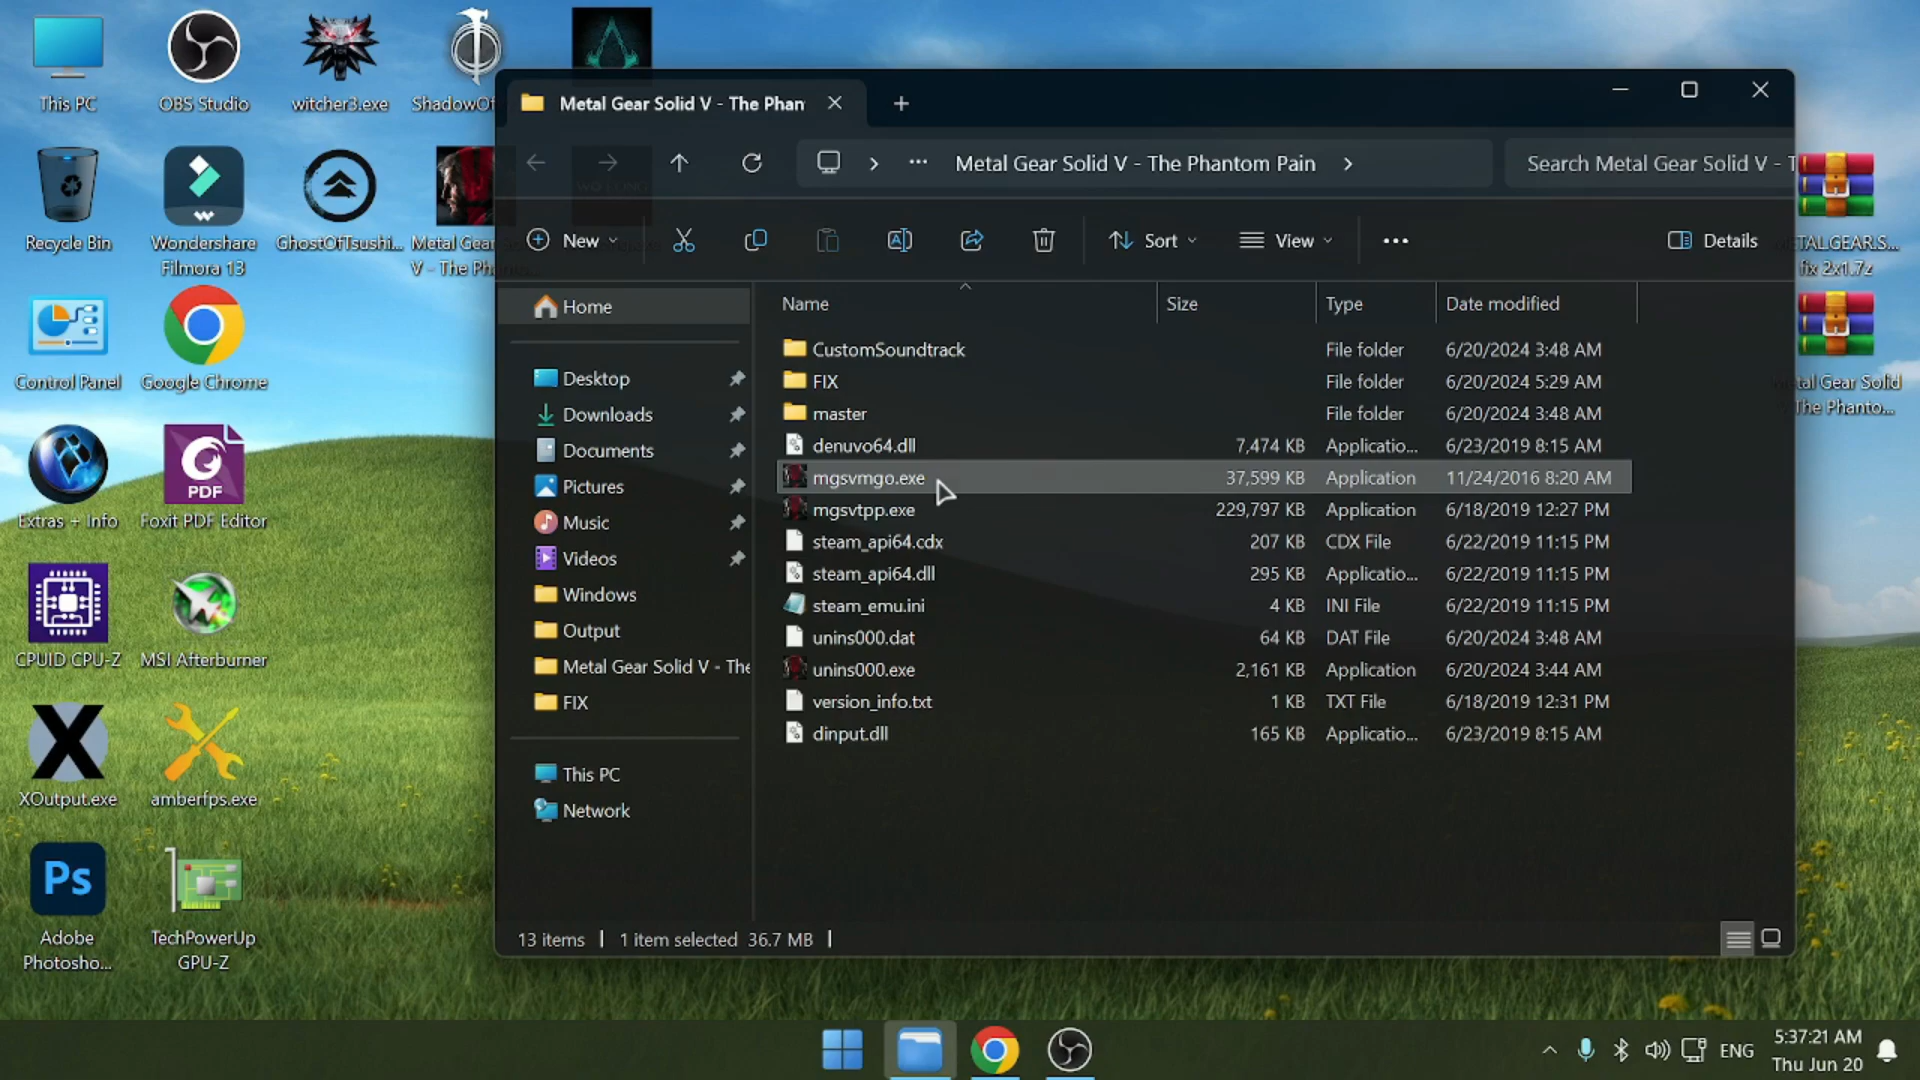 This PC
OBS Studio
witcher3.exe
ShadowOf
Recycle Bin
Wondershare
Filmora 13
GhostOfTsushi...
Metal Gear
V - The Ph
Control Panel
Google Chrome
Extras + Info
PDF
Foxit PDF Editor
CPUID CPU-Z
MSI Afterburner
XOutput.exe
amberfps.exe
Ps
Adobe
Photosho...
TechPowerUp
GPU-Z
Metal Gear Solid V - The Phan
Metal Gear Solid V - The Phantom Pain
Search Metal Gear Solid V - T
New
Sort
View
Details
Name
Size
Type
Date modified
Home
Desktop
Downloads
Documents
Pictures
Music
Videos
Windows
Output
Metal Gear Solid V - The
FIX
This PC
Network
CustomSoundtrack File folder 6/20/2024 3:48 AM
FIX File folder 6/20/2024 5:29 AM
master File folder 6/20/2024 3:48 AM
denuvo64.dll 7,474 KB Applicatio... 6/23/2019 8:15 AM
mgsvmgo.exe 37,599 KB Application 11/24/2016 8:20 AM
mgsvtpp.exe 229,797 KB Application 6/18/2019 12:27 PM
steam_api64.cdx 207 KB CDX File 6/22/2019 11:15 PM
steam_api64.dll 295 KB Applicatio... 6/22/2019 11:15 PM
steam_emu.ini 4 KB INI File 6/22/2019 11:15 PM
unins000.dat 64 KB DAT File 6/20/2024 3:48 AM
unins000.exe 2,161 KB Application 6/20/2024 3:44 AM
version_info.txt 1 KB TXT File 6/18/2019 12:31 PM
dinput.dll 165 KB Applicatio... 6/23/2019 8:15 AM
13 items
1 item selected 36.7 MB
ETAL.GEAR.S...
fix 2x1.7z
tal Gear Solid
The Phanto...
ENG
5:37:21 AM
Thu Jun 20